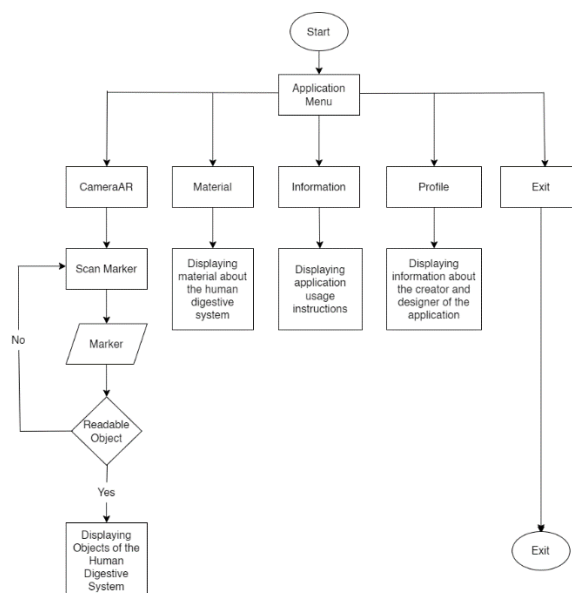 Start
Application
Menu
CameraAR
Material
Information
Profile
Exit
Scan Marker
Displaying
material about
the human
digestive
system
Displaying
application
usage
instructions
Displaying
information about
the creator and
designer of the
application
No
Marker
Readable
Object
Yes
Displaying
Objects of the
Human
Digestive
System
Exit